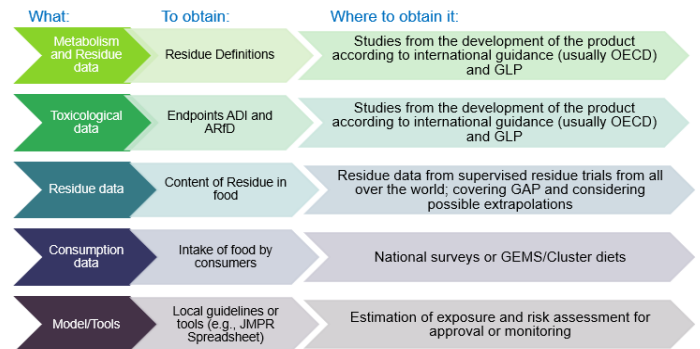 What: To obtain: Where to obtain it:
Metabolism
and Residue
data
Residue Definitions
Studies from the development of the product
according to international guidance (usually OECD)
and GLP
Toxicological
data
Endpoints ADI and
ARfD
Studies from the development of the product
according to international guidance (usually OECD)
and GLP
Residue data
Content of Residue in
food
Residue data from supervised residue trials from all
over the world; covering GAP and considering
possible extrapolations
Consumption
data
Intake of food by
consumers
National surveys or GEMS/Cluster diets
Model/Tools
Local guidelines or
tools (e.g., JMPR
Spreadsheet)
Estimation of exposure and risk assessment for
approval or monitoring